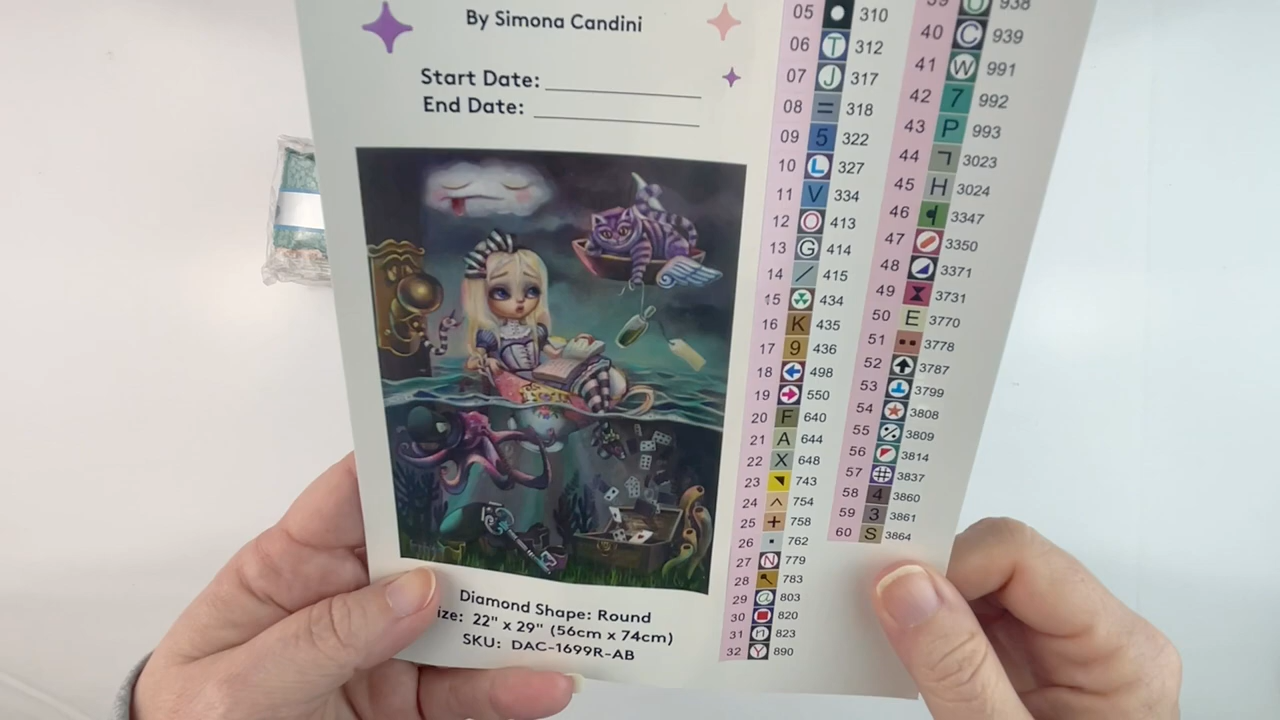 By Simona Candini
Start Date:
End Date:
Diamond Shape: Round
ize: 22" x 29" (56cm x 74cm)
SKU: DAC-1699R-AB
05 310
06 T 312
07 J 317
08 = 318
09 5 322
10 L 327
11 V 334
12 O 413
13 G 414
14 / 415
15 434
16 K 435
17 9 436
18 498
19 550
20 F 640
21 A 644
22 X 648
23 743
24 ^ 754
25 + 758
26 762
27 N 779
28 783
29 @ 803
30 820
31 n 823
32 Y 890
39 O 938
40 C 939
41 W 991
42 7 992
43 P 993
44 3023
45 H 3024
46 3347
47 3350
48 3371
49 3731
50 E 3770
51 3778
52 3787
53 3799
54 3808
55 3809
56 3814
57 3837
58 4 3860
59 3 3861
60 S 3864